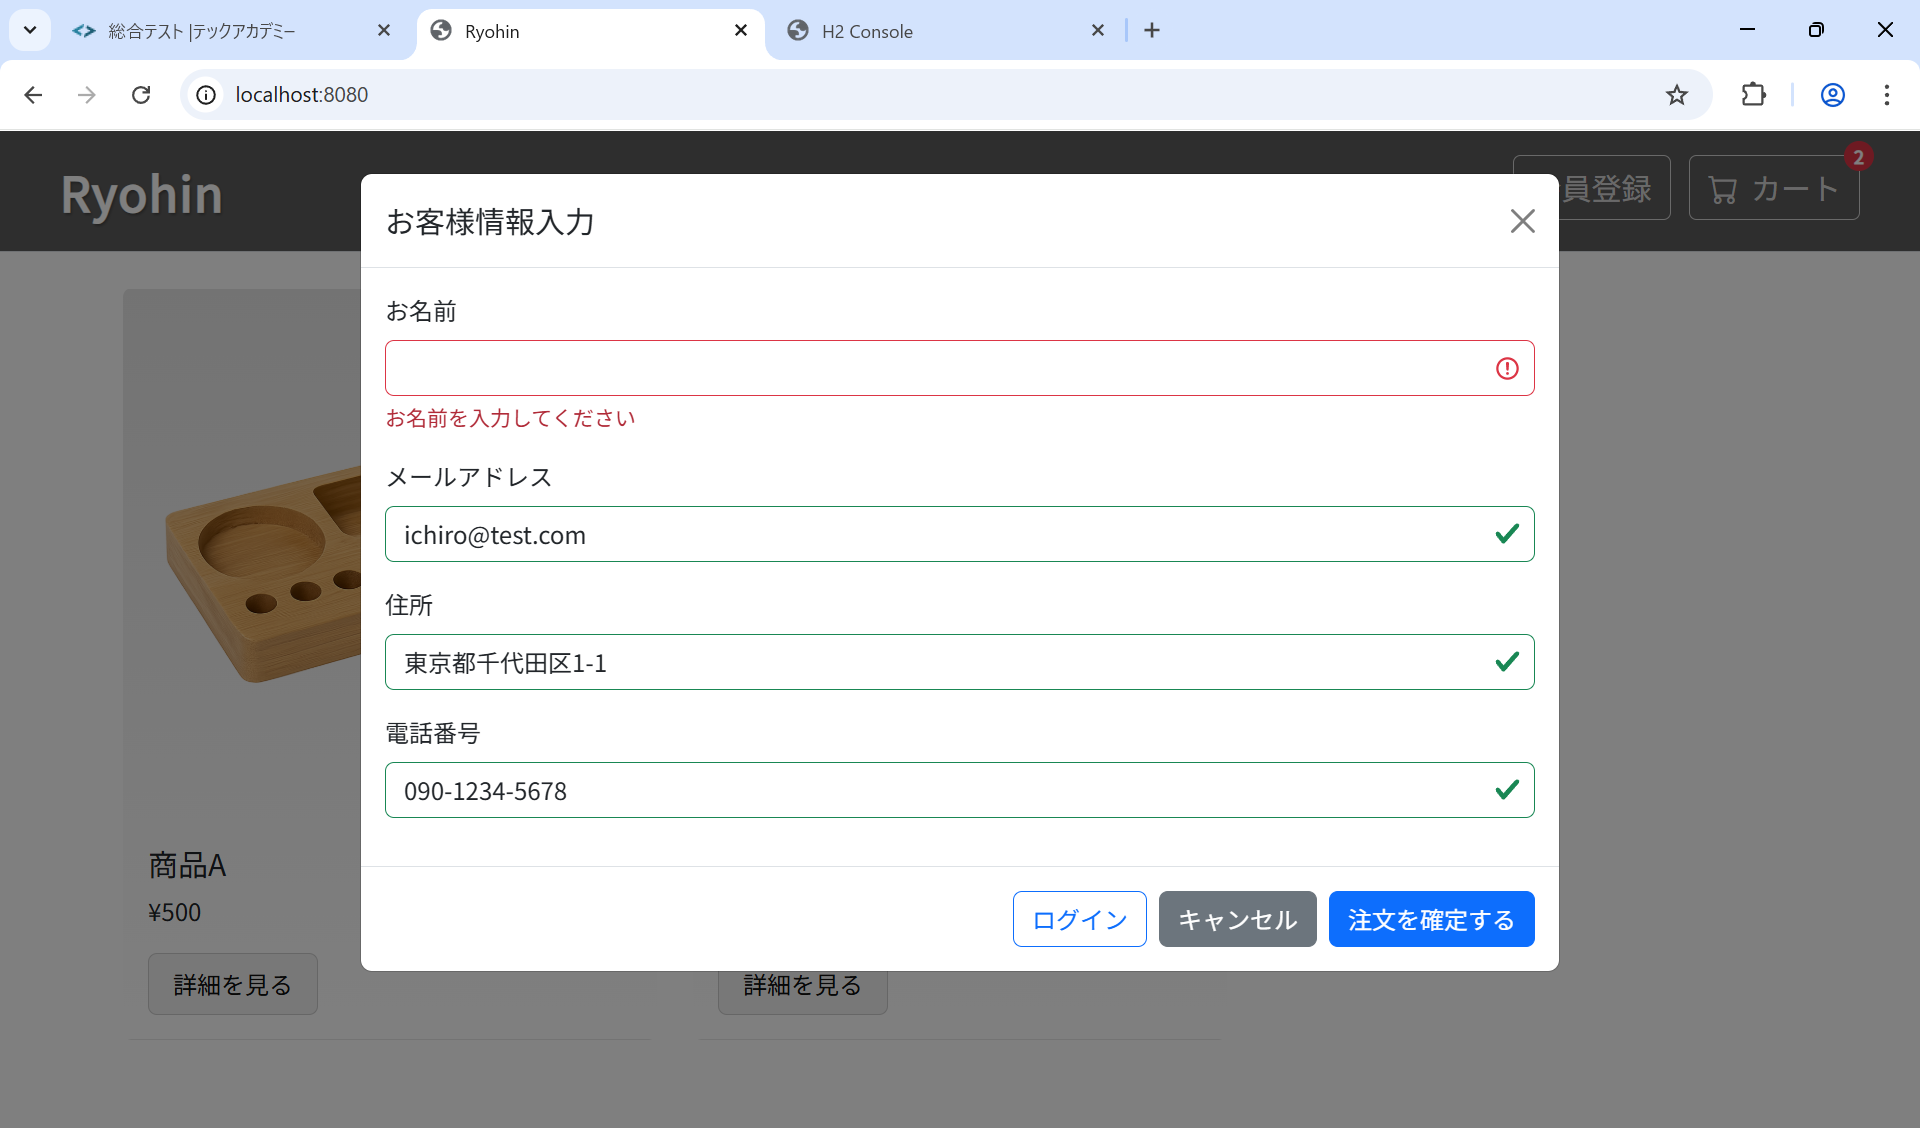 総合テスト |テックアカデミー
Ryohin
H2 Console
localhost:8080
Ryohin
員登録
カート
2
お客様情報入力
お名前
お名前を入力してください
メールアドレス
ichiro@test.com
住所
東京都千代田区1-1
電話番号
090-1234-5678
ログイン
キャンセル
注文を確定する
商品A
¥500
詳細を見る
詳細を見る